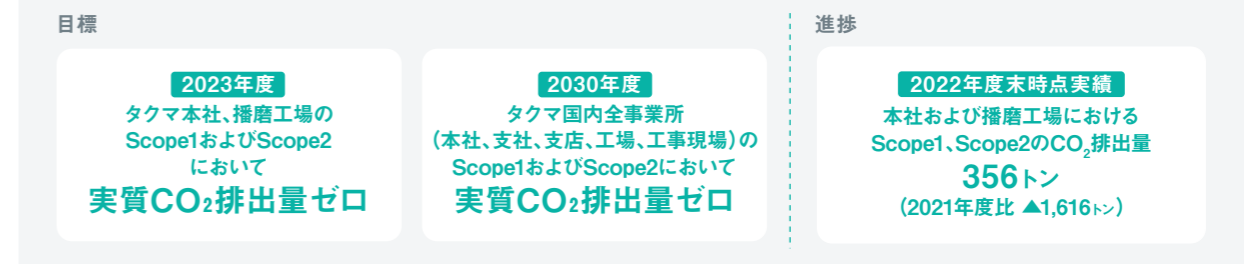 目標
2023年度
タクマ本社、播磨工場の
Scope1およびScope2
において
実質CO₂排出量ゼロ
2030年度
タクマ国内全事業所
(本社、支社、支店、工場、工事現場)の
Scope1およびScope2において
実質CO₂排出量ゼロ
進捗
2022年度末時点実績
本社および播磨工場における
Scope1、Scope2のCO₂排出量
356トン
(2021年度比 ▲1,616トン)